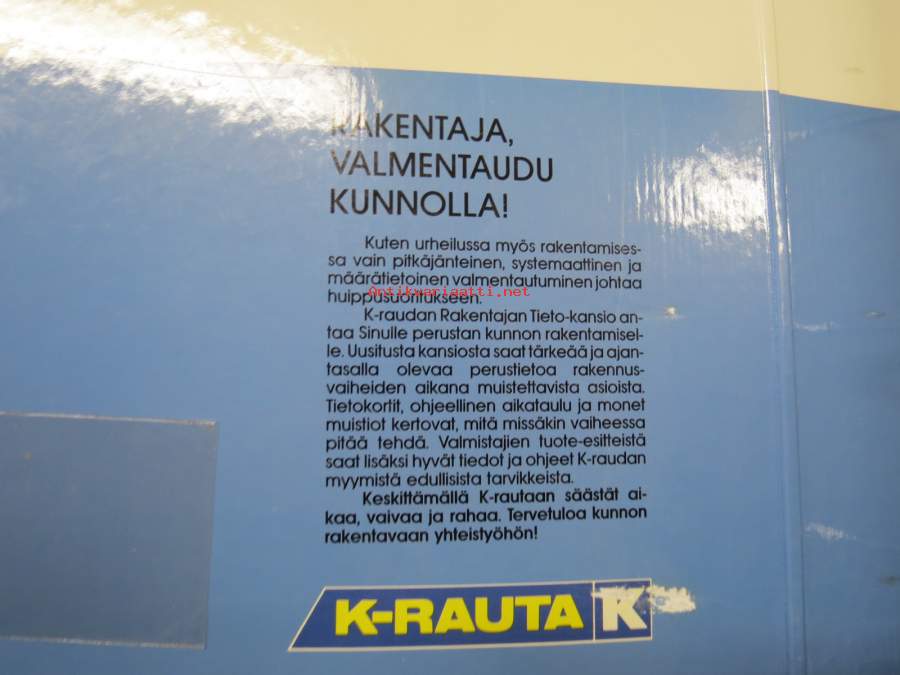 RAKENTAJA,
VALMENTAUDU
KUNNOLLA!
Kuten urheilussa myös rakentamises-
sa vain pitkäjänteinen, systemaattinen ja
määrätietoinen valmentautuminen johtaa
Antikvariaatti.net
huippusuoritukseen.
K-raudan Rakentajan Tieto-kansio an-
taa Sinulle perustan kunnon rakentamisel-
le. Uusitusta kansiosta saat tärkeää ja ajan-
tasalla olevaa perustietoa rakennus-
vaiheiden aikana muistettavista asioista.
Tietokortit, ohjeellinen aikataulu ja monet
muistiot kertovat, mitä missäkin vaiheessa
pitää tehdä. Valmistajien tuote-esitteistä
saat lisäksi hyvät tiedot ja ohjeet K-raudan
myymistä edullisista tarvikkeista.
Keskittämällä K-rautaan säästät ai-
kaa, vaivaa ja rahaa. Tervetuloa kunnon
rakentavaan yhteistyöhön!
K-RAUTA K